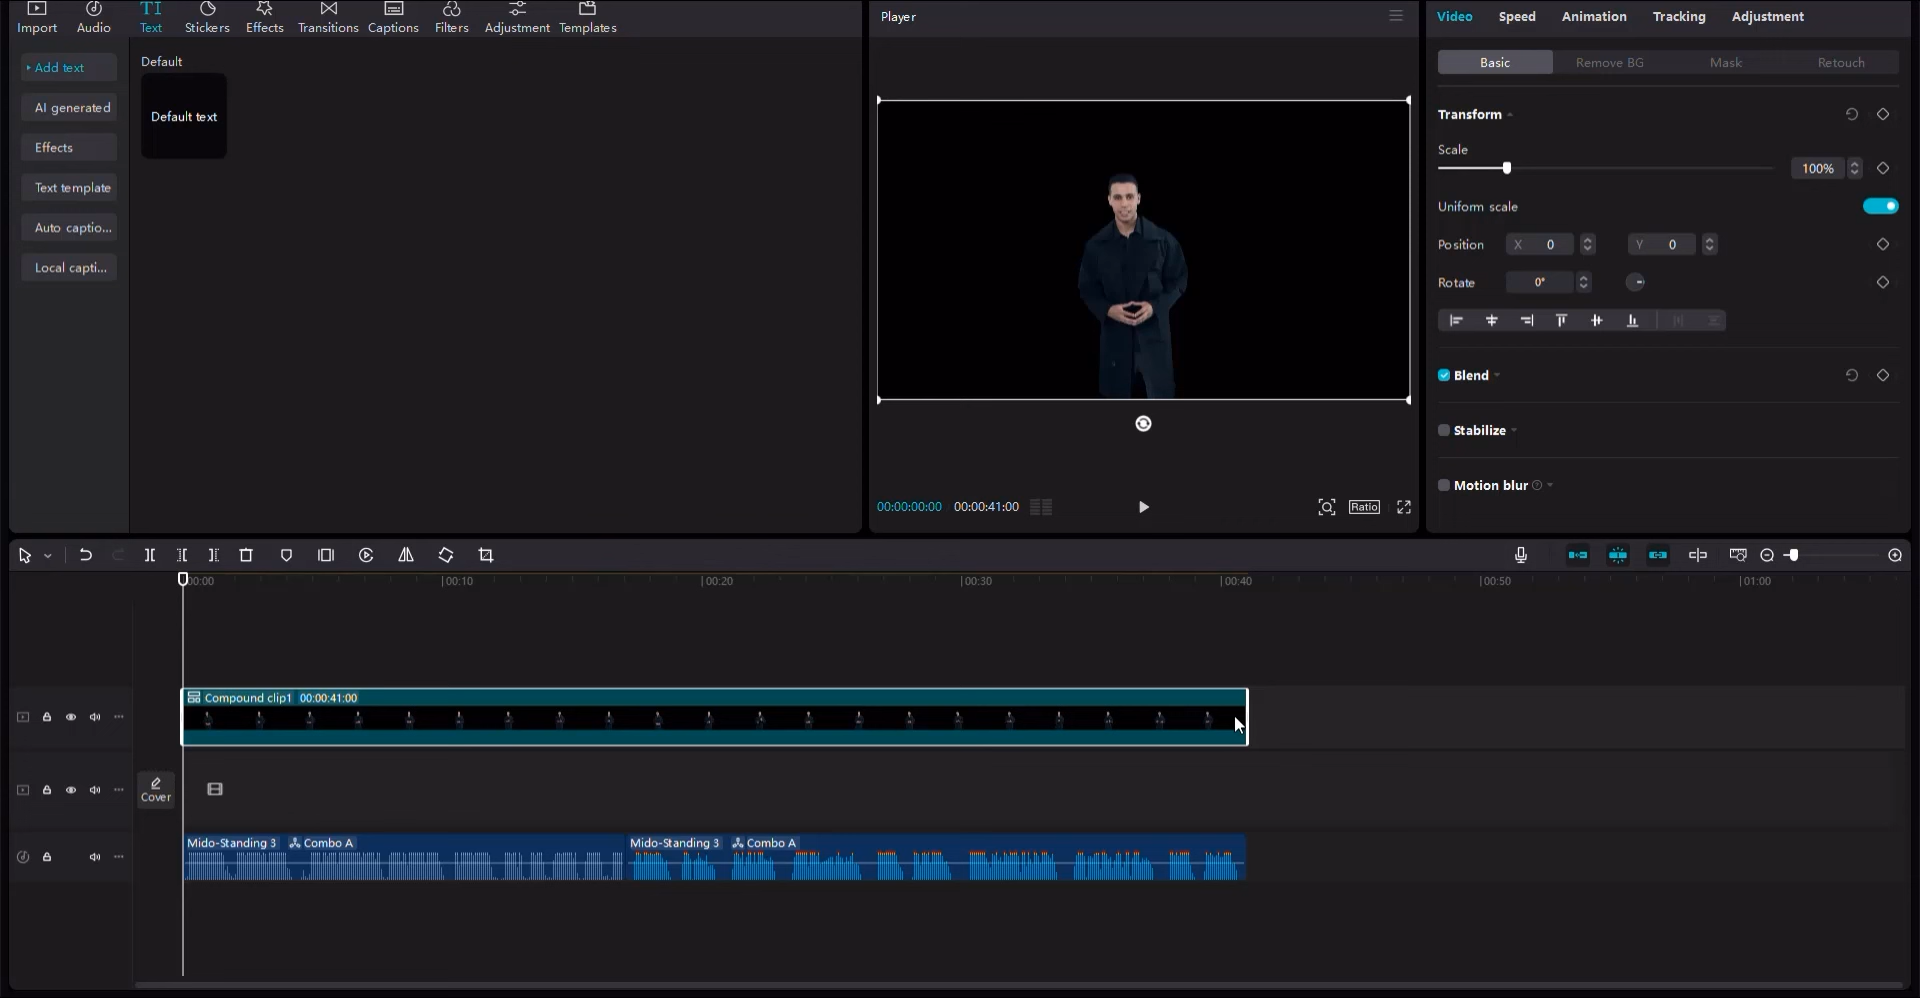 Import Audio Text Stickers Effects Transitions Captions Filters Adjustment Templates
Add text
AI generated
Effects
Text template
Auto captio...
Local capti...
Default
Default text
Player
00:00:00:00 00:00:41:00
Ratio
Video Speed Animation Tracking Adjustment
Basic Remove BG Mask Retouch
Transform
Scale
100%
Uniform scale
Position X 0 Y 0
Rotate 0°
Blend
Stabilize
Motion blur
00:00 00:10 00:20 00:30 00:40 00:50 01:00
Compound clip1 00:00:41:00
Cover
Mido-Standing 3 Combo A Mido-Standing 3 Combo A